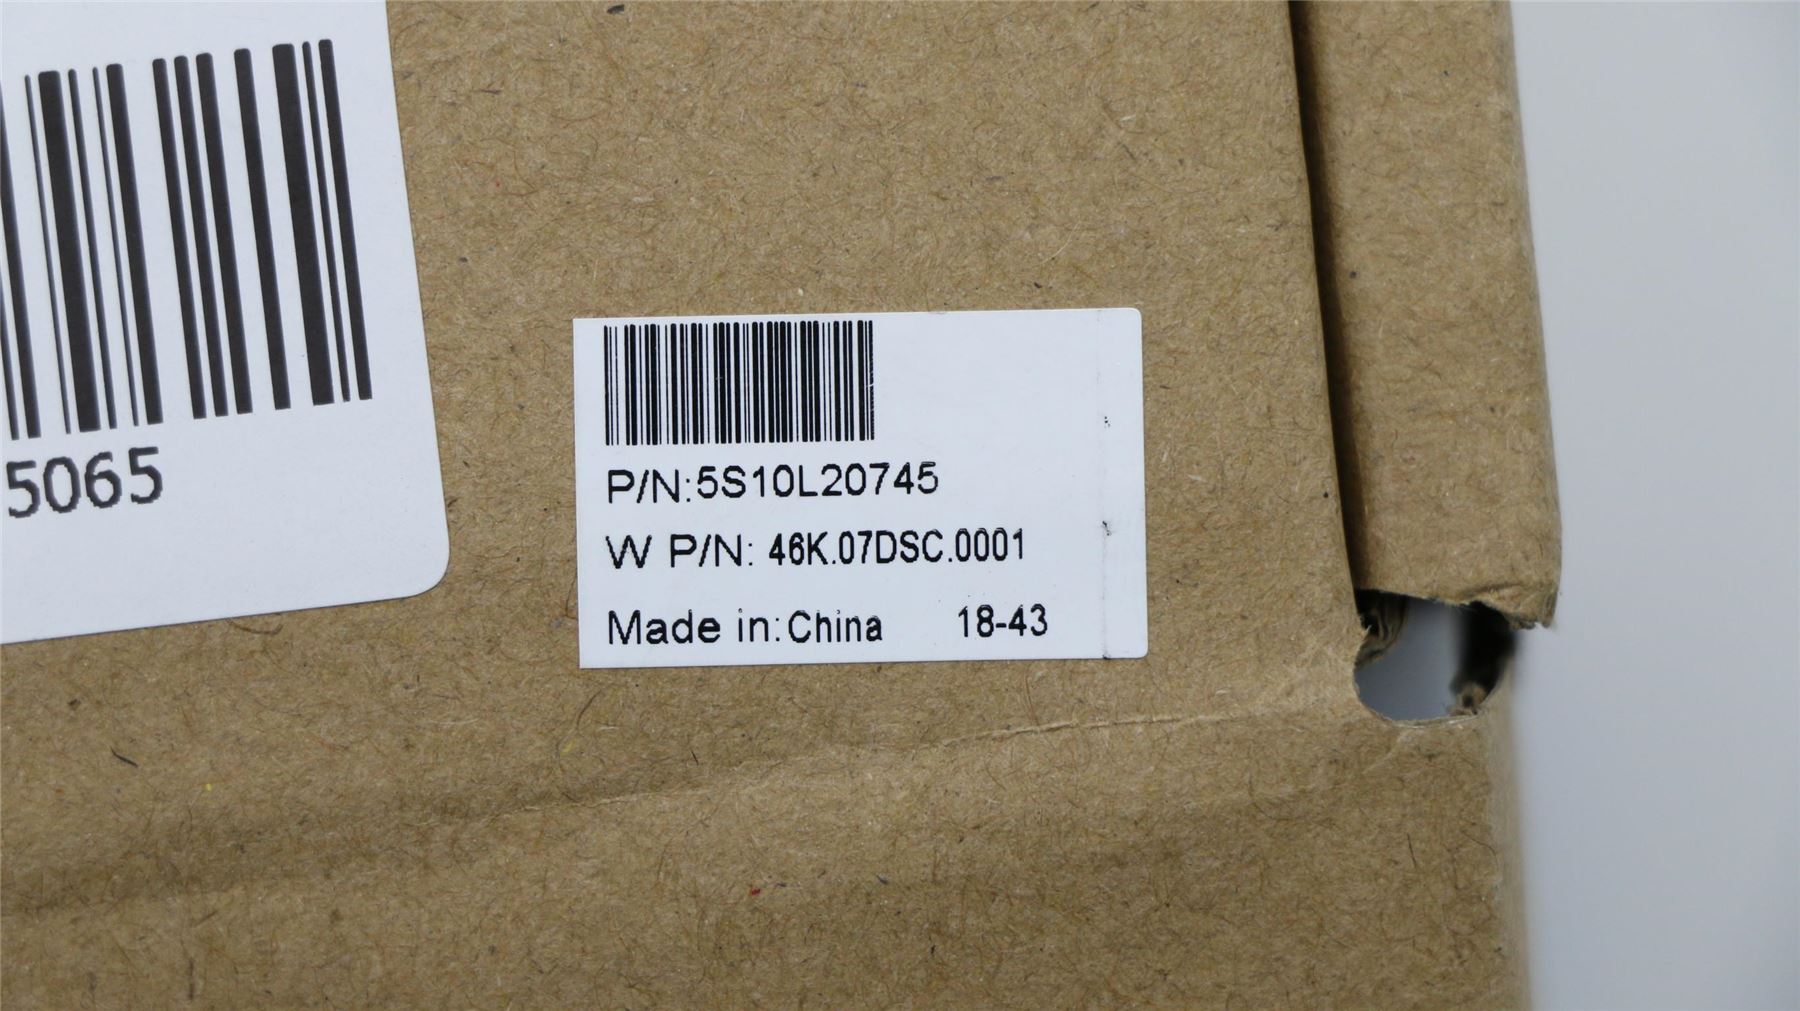 5065
P/N:5S10L20745
W P/N: 46K.07DSC.0001
Made in:China 18-43